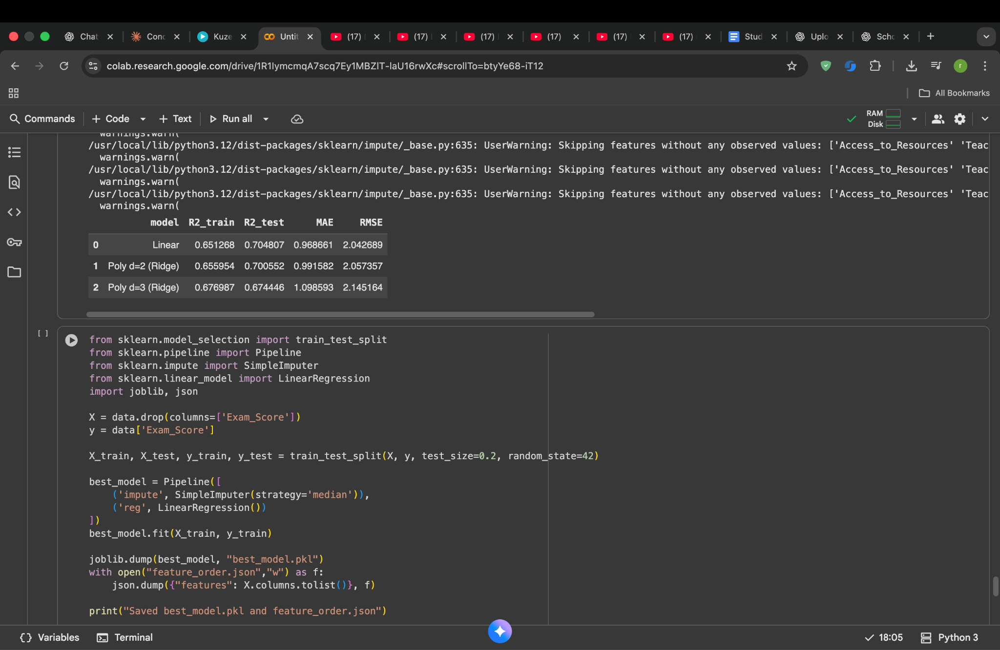 Chat
Conc
Kuze
Untit
(17)
(17)
(17)
(17)
(17)
(17)
Stud
Uplo
Scho
colab.research.google.com/drive/1R1lymcmqA7scq7Ey1MBZIT-laU16rwXc#scrollTo=btyYe68-iT12
r
All Bookmarks
Commands
+ Code
+ Text
Run all
RAM
Disk
warnings.warn(
/usr/local/lib/python3.12/dist-packages/sklearn/impute/_base.py:635: UserWarning: Skipping features without any observed values: ['Access_to_Resources' 'Teac
warnings.warn(
/usr/local/lib/python3.12/dist-packages/sklearn/impute/_base.py:635: UserWarning: Skipping features without any observed values: ['Access_to_Resources' 'Teac
warnings.warn(
/usr/local/lib/python3.12/dist-packages/sklearn/impute/_base.py:635: UserWarning: Skipping features without any observed values: ['Access_to_Resources' 'Teac
warnings.warn(
model R2_train R2_test MAE RMSE
0 Linear 0.651268 0.704807 0.968661 2.042689
1 Poly d=2 (Ridge) 0.655954 0.700552 0.991582 2.057357
2 Poly d=3 (Ridge) 0.676987 0.674446 1.098593 2.145164
[ ]
from sklearn.model_selection import train_test_split
from sklearn.pipeline import Pipeline
from sklearn.impute import SimpleImputer
from sklearn.linear_model import LinearRegression
import joblib, json
X = data.drop(columns=['Exam_Score'])
y = data['Exam_Score']
X_train, X_test, y_train, y_test = train_test_split(X, y, test_size=0.2, random_state=42)
best_model = Pipeline([
('impute', SimpleImputer(strategy='median')),
('reg', LinearRegression())
])
best_model.fit(X_train, y_train)
joblib.dump(best_model, "best_model.pkl")
with open("feature_order.json","w") as f:
json.dump({"features": X.columns.tolist()}, f)
print("Saved best_model.pkl and feature_order.json")
Variables
Terminal
18:05
Python 3